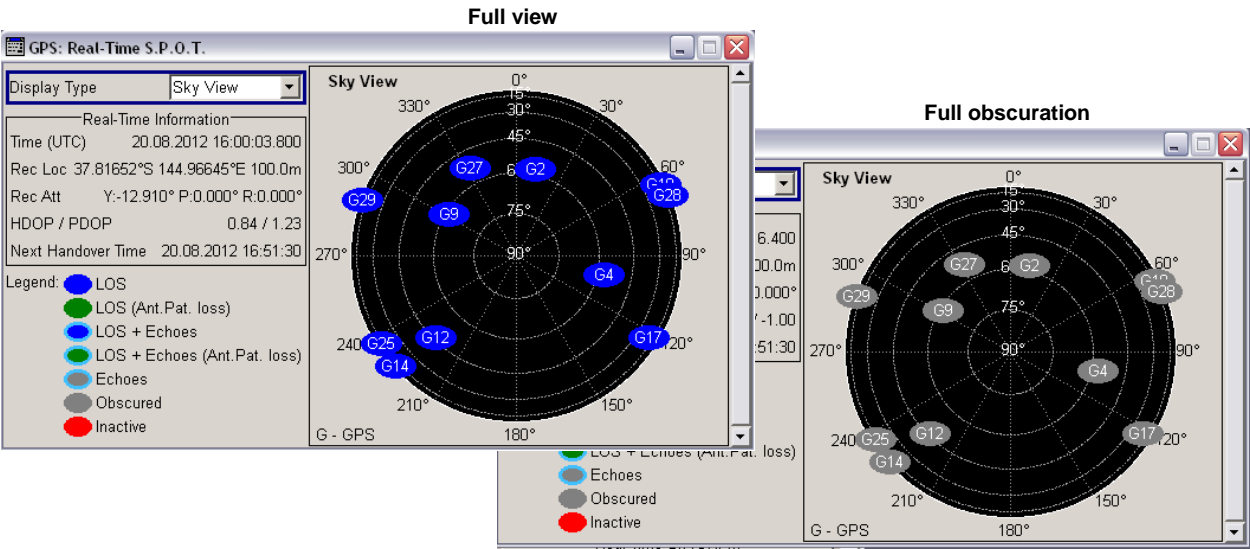 Full view
GPS: Real-Time S.P.O.T.
Display Type Sky View
Real-Time Information
Time (UTC) 20.08.2012 16:00:03.800
Rec Loc 37.81652°S 144.96645°E 100.0m
Rec Att Y:-12.910° P:0.000° R:0.000°
HDOP / PDOP 0.84 / 1.23
Next Handover Time 20.08.2012 16:51:30
Legend: LOS
LOS (Ant.Pat. loss)
LOS + Echoes
LOS + Echoes (Ant.Pat. loss)
Echoes
Obscured
Inactive
Sky View
0°
15°
330° 30° 30°
45°
300° G27 6 G2 60°
G28
G29
G9 75°
270° 90° 90°
G4
240 G25 G12 G17 20°
G14
210° 150°
G - GPS 180°
Full obscuration
6.400
00.0m
0.000°
/ -1.00
:51:30
LOS + Echoes (Ant.Pat. loss)
Echoes
Obscured
Inactive
Sky View
0°
15°
330° 30° 30°
45°
300° G27 6 G2 60°
G28
G29
G9 75°
270° 90° 90°
G4
240 G25 G12 G17 20°
G14
210° 150°
G - GPS 180°